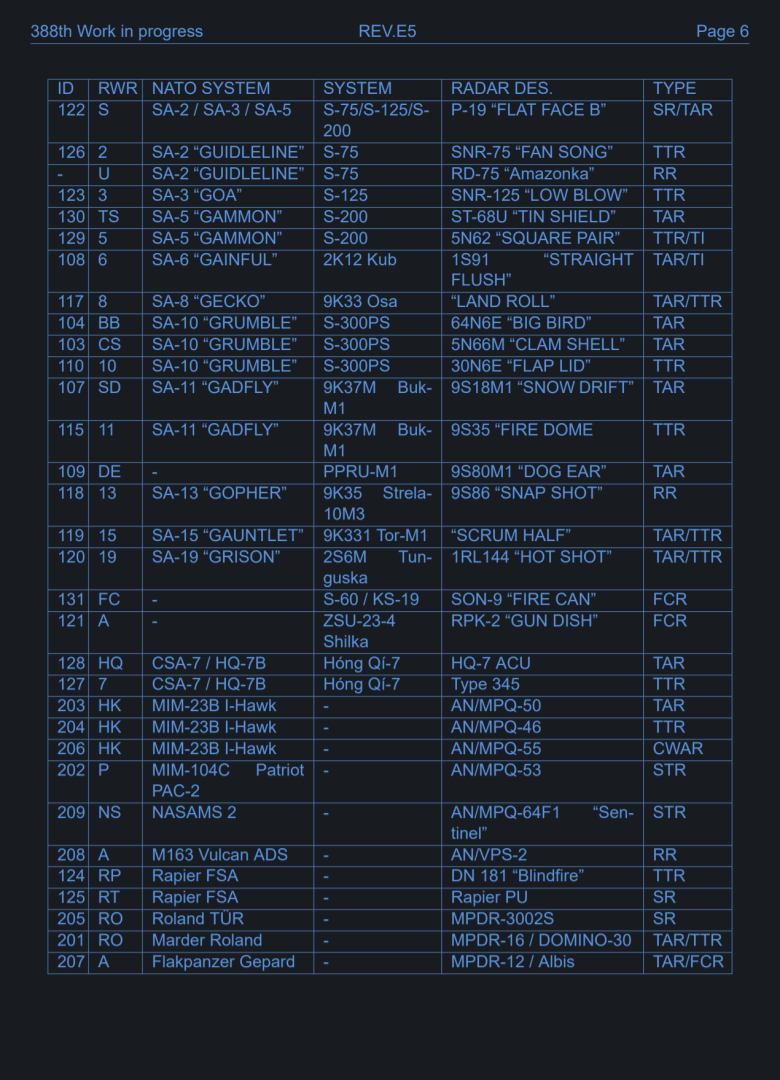 388th Work in progress REV.E5 Page 6
ID RWR NATO SYSTEM SYSTEM RADAR DES. TYPE
122 S SA-2 / SA-3 / SA-5 S-75/S-125/S- P-19 “FLAT FACE B” SR/TAR
200
126 2 SA-2 “GUIDLELINE” S-75 SNR-75 “FAN SONG” TTR
- U SA-2 “GUIDLELINE” S-75 RD-75 “Amazonka” RR
123 3 SA-3 “GOA” S-125 SNR-125 “LOW BLOW” TTR
130 TS SA-5 “GAMMON” S-200 ST-68U “TIN SHIELD” TAR
129 5 SA-5 “GAMMON” S-200 5N62 “SQUARE PAIR” TTR/TI
108 6 SA-6 “GAINFUL” 2K12 Kub 1S91 “STRAIGHT TAR/TI
FLUSH”
117 8 SA-8 “GECKO” 9K33 Osa “LAND ROLL” TAR/TTR
104 BB SA-10 “GRUMBLE” S-300PS 64N6E “BIG BIRD” TAR
103 CS SA-10 “GRUMBLE” S-300PS 5N66M “CLAM SHELL” TAR
110 10 SA-10 “GRUMBLE” S-300PS 30N6E “FLAP LID” TTR
107 SD SA-11 “GADFLY” 9K37M Buk- 9S18M1 “SNOW DRIFT” TAR
M1
115 11 SA-11 “GADFLY” 9K37M Buk- 9S35 “FIRE DOME TTR
M1
109 DE - PPRU-M1 9S80M1 “DOG EAR” TAR
118 13 SA-13 “GOPHER” 9K35 Strela- 9S86 “SNAP SHOT” RR
10M3
119 15 SA-15 “GAUNTLET” 9K331 Tor-M1 “SCRUM HALF” TAR/TTR
120 19 SA-19 “GRISON” 2S6M Tun- 1RL144 “HOT SHOT” TAR/TTR
guska
131 FC - S-60 / KS-19 SON-9 “FIRE CAN” FCR
121 A - ZSU-23-4 RPK-2 “GUN DISH” FCR
Shilka
128 HQ CSA-7 / HQ-7B Hóng Qí-7 HQ-7 ACU TAR
127 7 CSA-7 / HQ-7B Hóng Qí-7 Type 345 TTR
203 HK MIM-23B I-Hawk - AN/MPQ-50 TAR
204 HK MIM-23B I-Hawk - AN/MPQ-46 TTR
206 HK MIM-23B I-Hawk - AN/MPQ-55 CWAR
202 P MIM-104C Patriot - AN/MPQ-53 STR
PAC-2
209 NS NASAMS 2 - AN/MPQ-64F1 “Sen- STR
tinel”
208 A M163 Vulcan ADS - AN/VPS-2 RR
124 RP Rapier FSA - DN 181 “Blindfire” TTR
125 RT Rapier FSA - Rapier PU SR
205 RO Roland TÜR - MPDR-3002S SR
201 RO Marder Roland - MPDR-16 / DOMINO-30 TAR/TTR
207 A Flakpanzer Gepard - MPDR-12 / Albis TAR/FCR